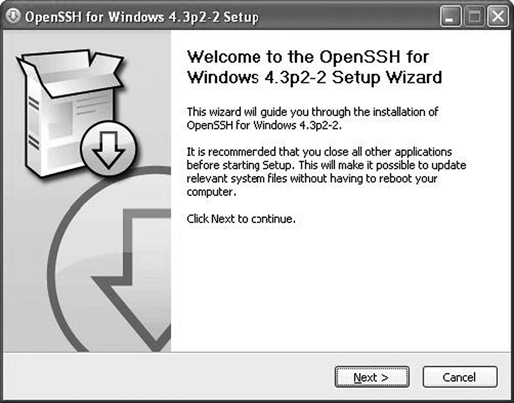 OpenSSH for Windows 4.3p2-2 Setup
Welcome to the OpenSSH for
Windows 4.3p2-2 Setup Wizard
This wizard will guide you through the installation of
OpenSSH for Windows 4.3p2-2.
It is recommended that you close all other applications
before starting Setup. This will make it possible to update
relevant system files without having to reboot your
computer.
Click Next to continue.
Next >
Cancel